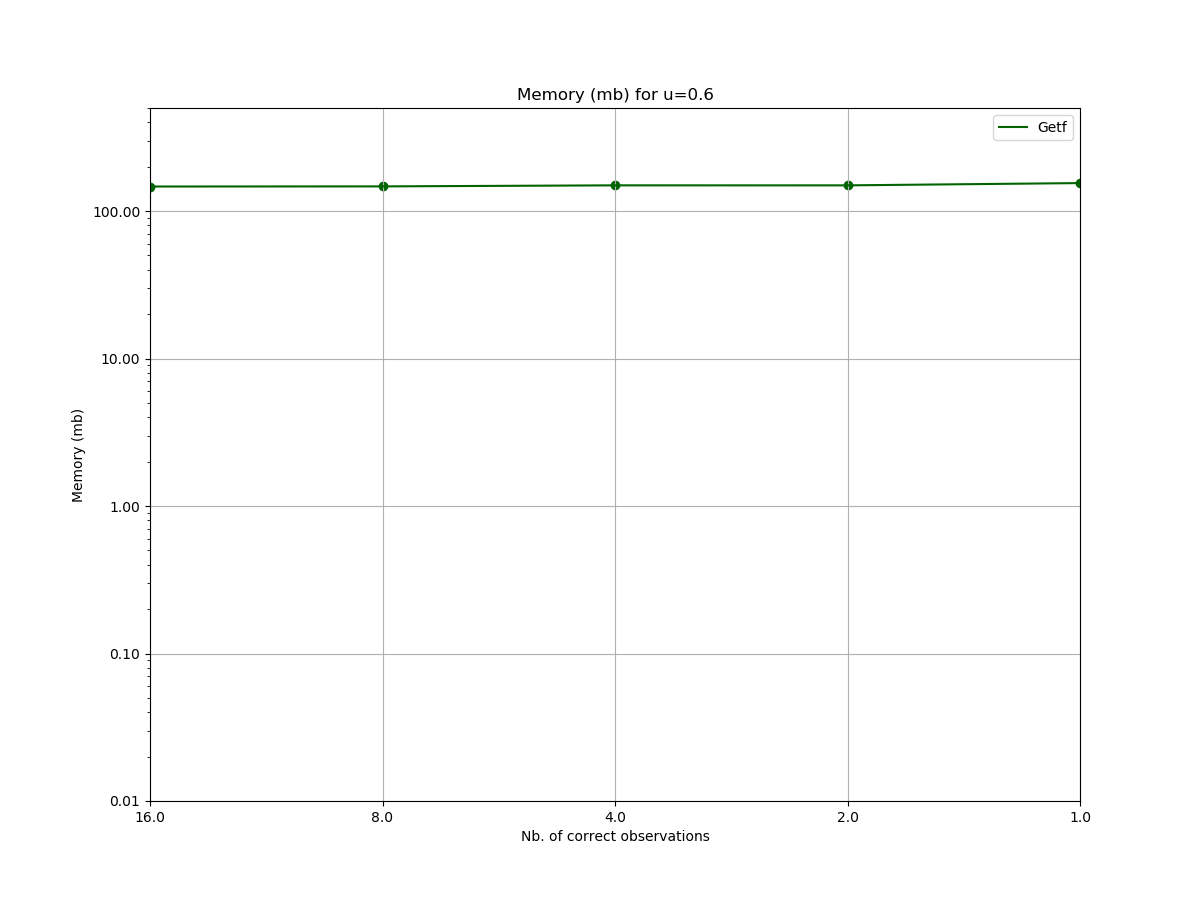 Memory (mb) for u=0.6
Getf
100.00
10.00
1.00
0.10
0.01
Memory (mb)
16.0 8.0 4.0 2.0 1.0
Nb. of correct observations